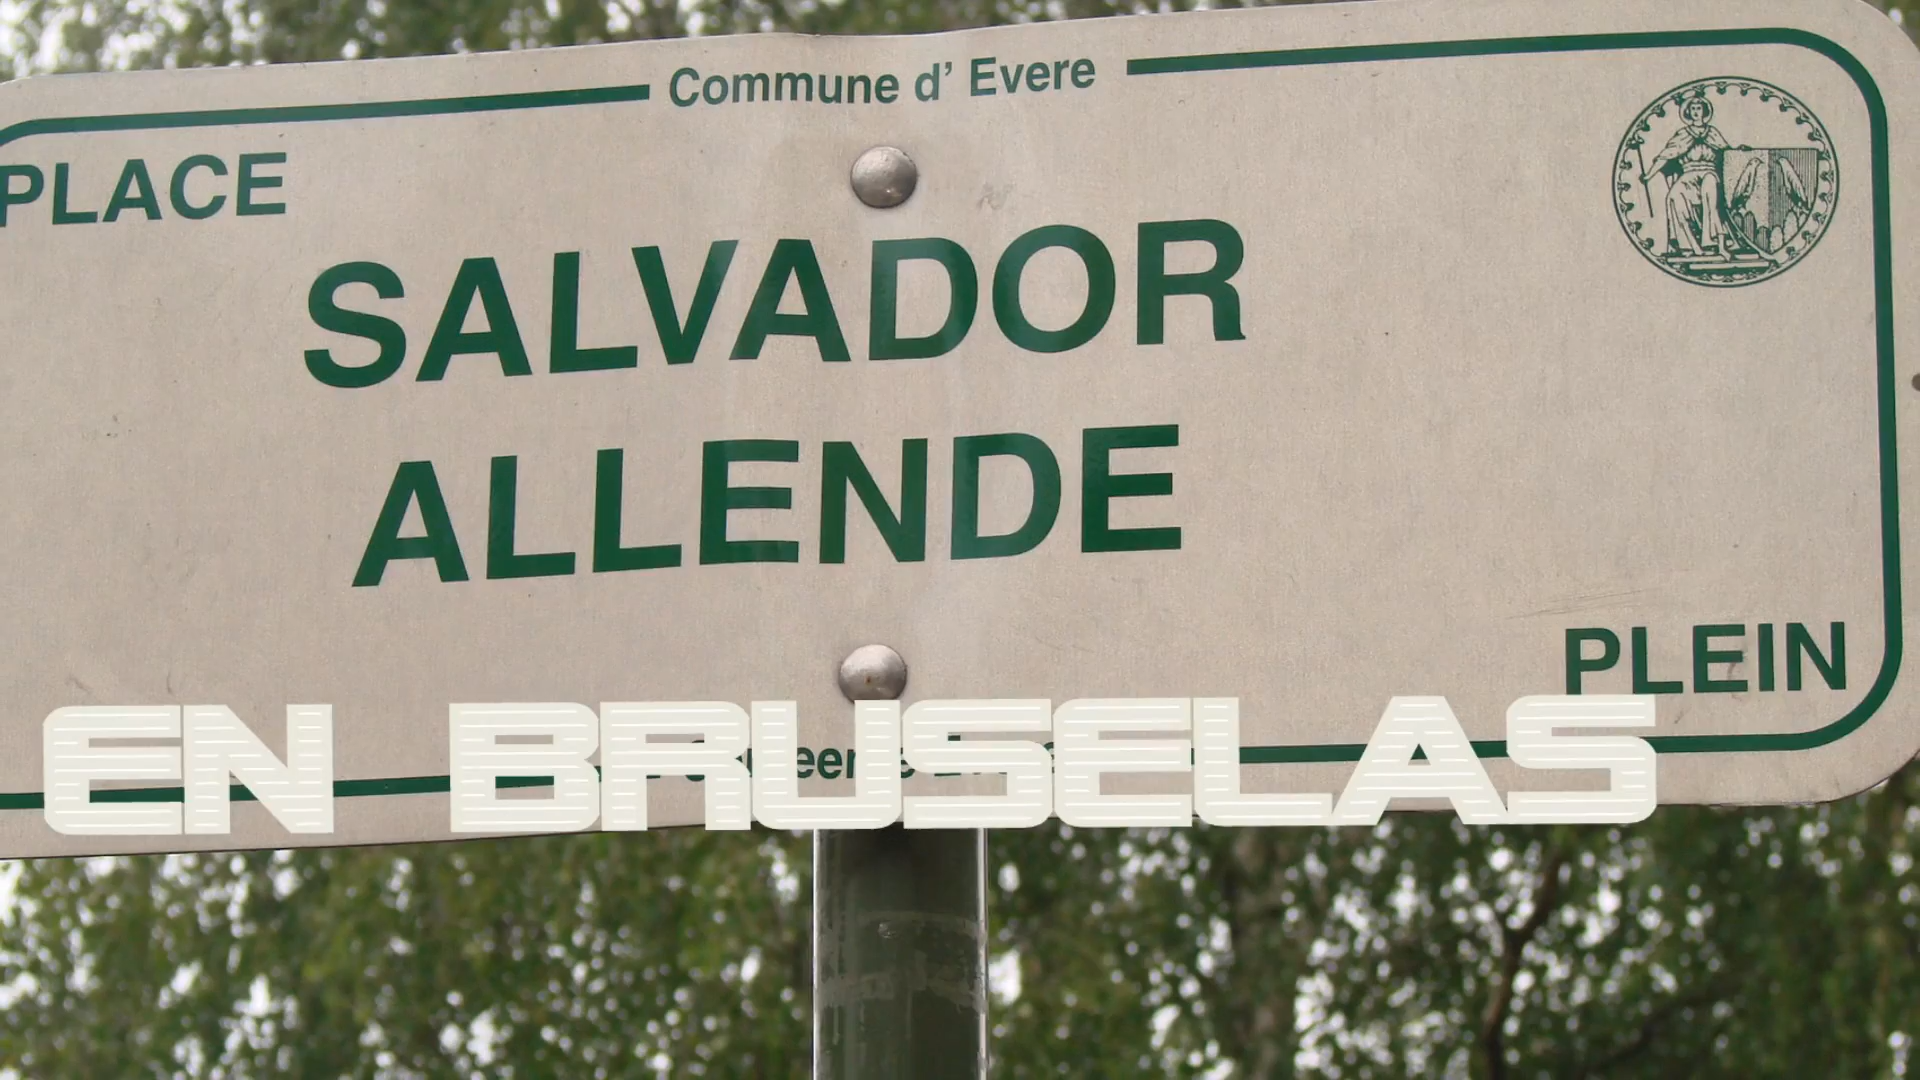 Commune d' Evere
PLACE
SALVADOR
ALLENDE
PLEIN
EN BRUSELAS